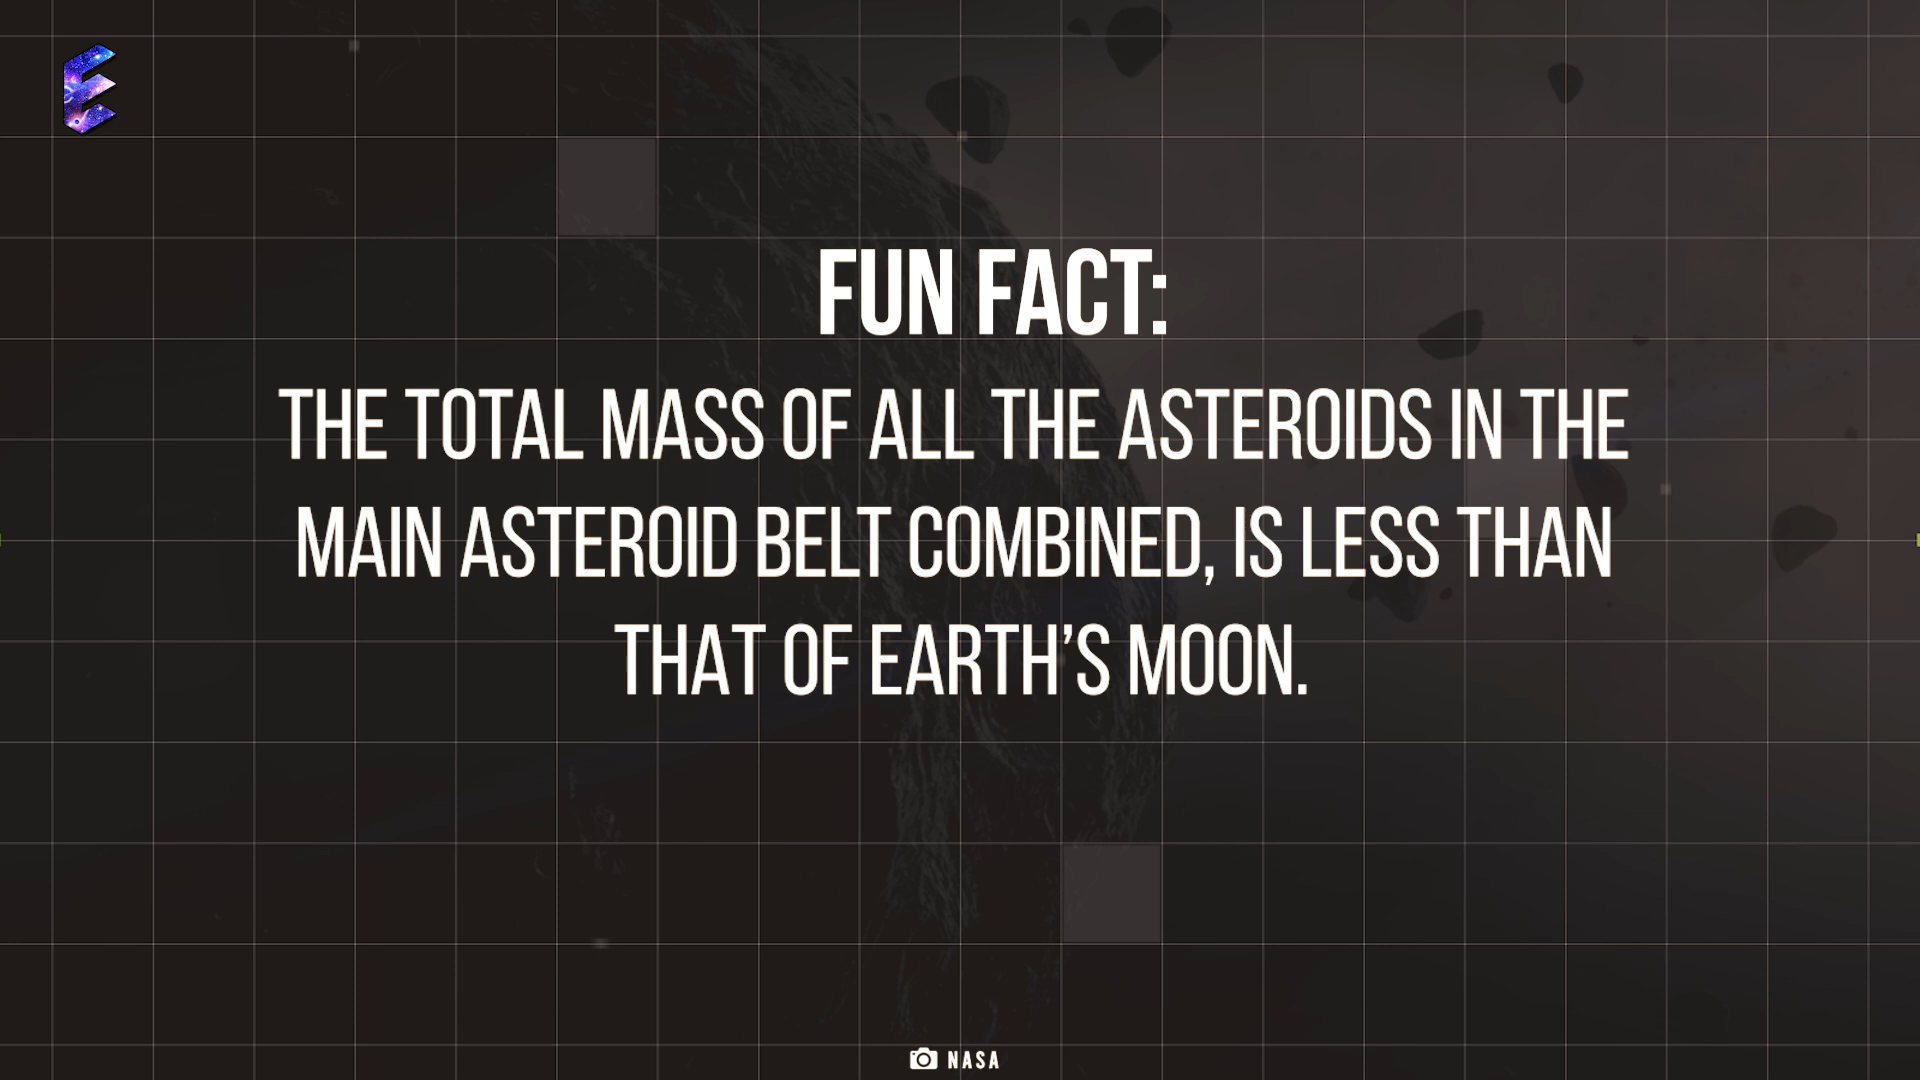 E
FUN FACT:
THE TOTAL MASS OF ALL THE ASTEROIDS IN THE
MAIN ASTEROID BELT COMBINED, IS LESS THAN
THAT OF EARTH’S MOON.
NASA